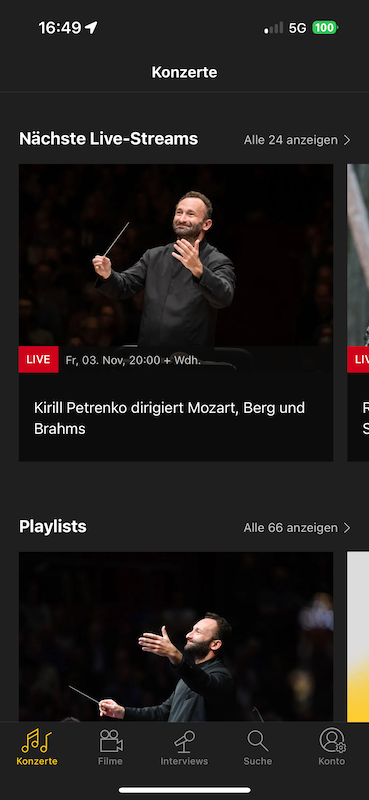 16:49
5G
100
Konzerte
Nächste Live-Streams
Alle 24 anzeigen
LIVE
Fr, 03. Nov, 20:00 + Wdh.
Kirill Petrenko dirigiert Mozart, Berg und
Brahms
Playlists
Alle 66 anzeigen
Konzerte
Filme
Interviews
Suche
Konto